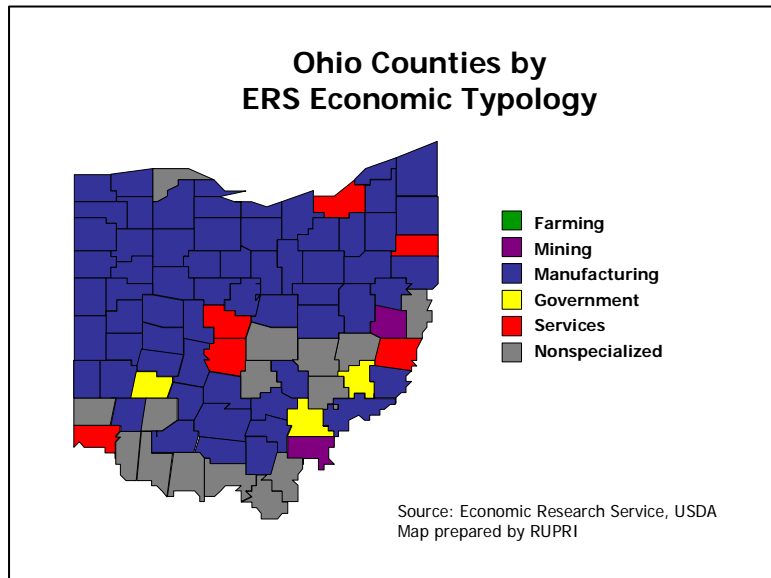 Ohio Counties by
ERS Economic Typology
Farming
Mining
Manufacturing
Government
Services
Nonspecialized
Source: Economic Research Service, USDA
Map prepared by RUPRI